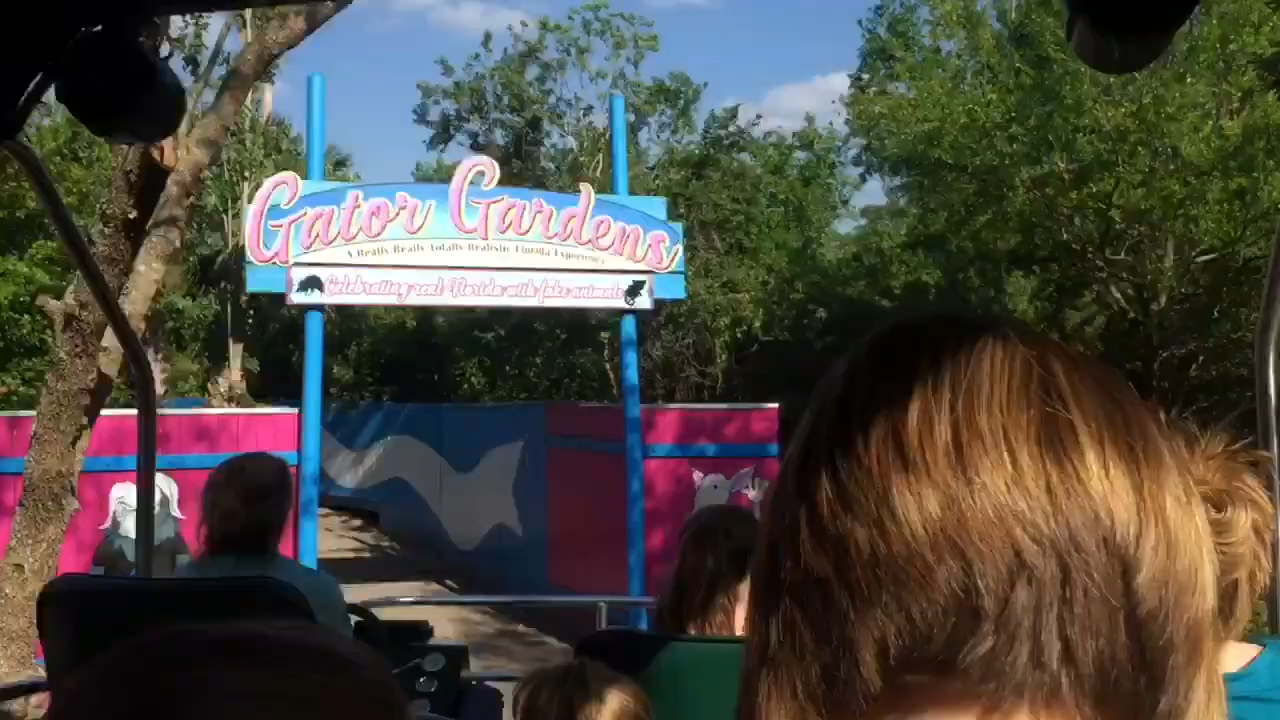 Gator Gardens
A Really Really Totally Realistic Florida Experience
Celebrating real Florida with fake animals